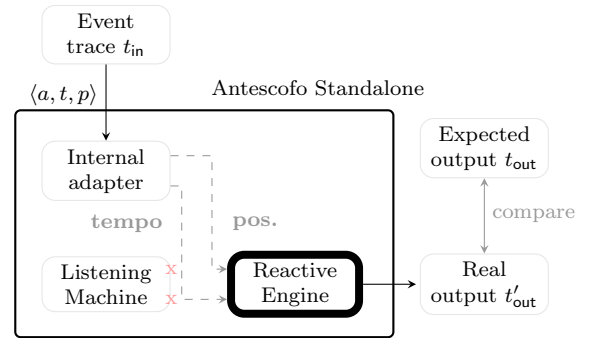 Event
trace t_in
⟨a, t, p⟩
Antescofo Standalone
Internal
adapter
Expected
output t_out
tempo
pos.
compare
Listening
Machine
x
x
Reactive
Engine
Real
output t′_out